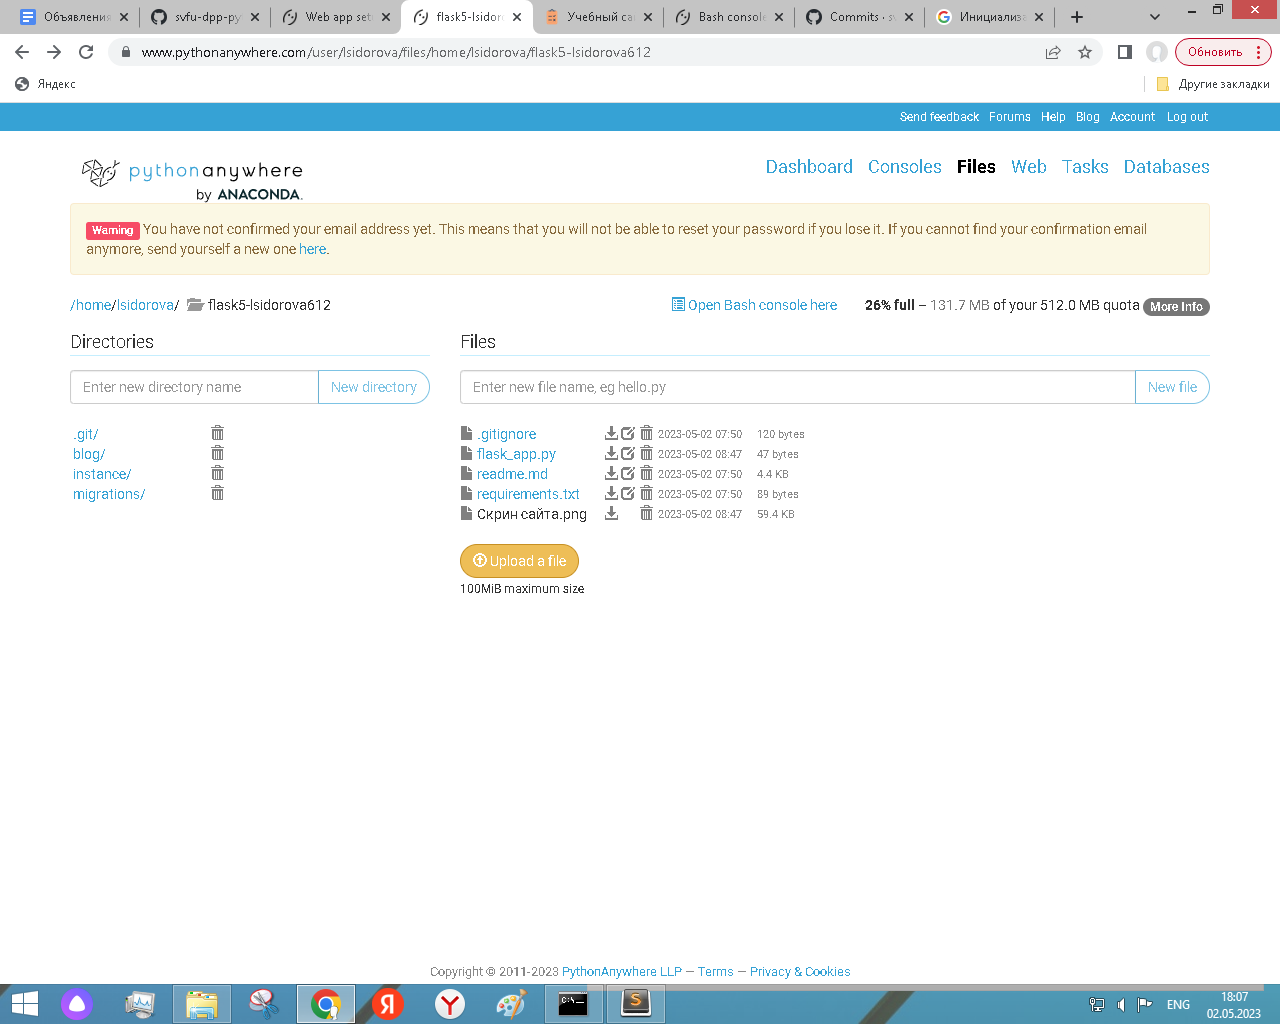 Объявления
svfu-dpp-py
Web app set
flask5-lsidoro
Учебный са
Bash console
Commits · sv
Инициализа
www.pythonanywhere.com/user/lsidorova/files/home/lsidorova/flask5-lsidorova612
Обновить
Яндекс
Другие закладки
Send feedback Forums Help Blog Account Log out
pythonanywhere
by ANACONDA.
Dashboard Consoles Files Web Tasks Databases
Warning You have not confirmed your email address yet. This means that you will not be able to reset your password if you lose it. If you cannot find your confirmation email
anymore, send yourself a new one here.
/home/lsidorova/ flask5-lsidorova612
Open Bash console here
26% full – 131.7 MB of your 512.0 MB quota More Info
Directories
Files
Enter new directory name New directory
Enter new file name, eg hello.py New file
.git/
blog/
instance/
migrations/
.gitignore 2023-05-02 07:50 120 bytes
flask_app.py 2023-05-02 08:47 47 bytes
readme.md 2023-05-02 07:50 4.4 KB
requirements.txt 2023-05-02 07:50 89 bytes
Скрин сайта.png 2023-05-02 08:47 59.4 KB
Upload a file
100MiB maximum size
Copyright © 2011-2023 PythonAnywhere LLP — Terms — Privacy & Cookies
ENG
18:07
02.05.2023